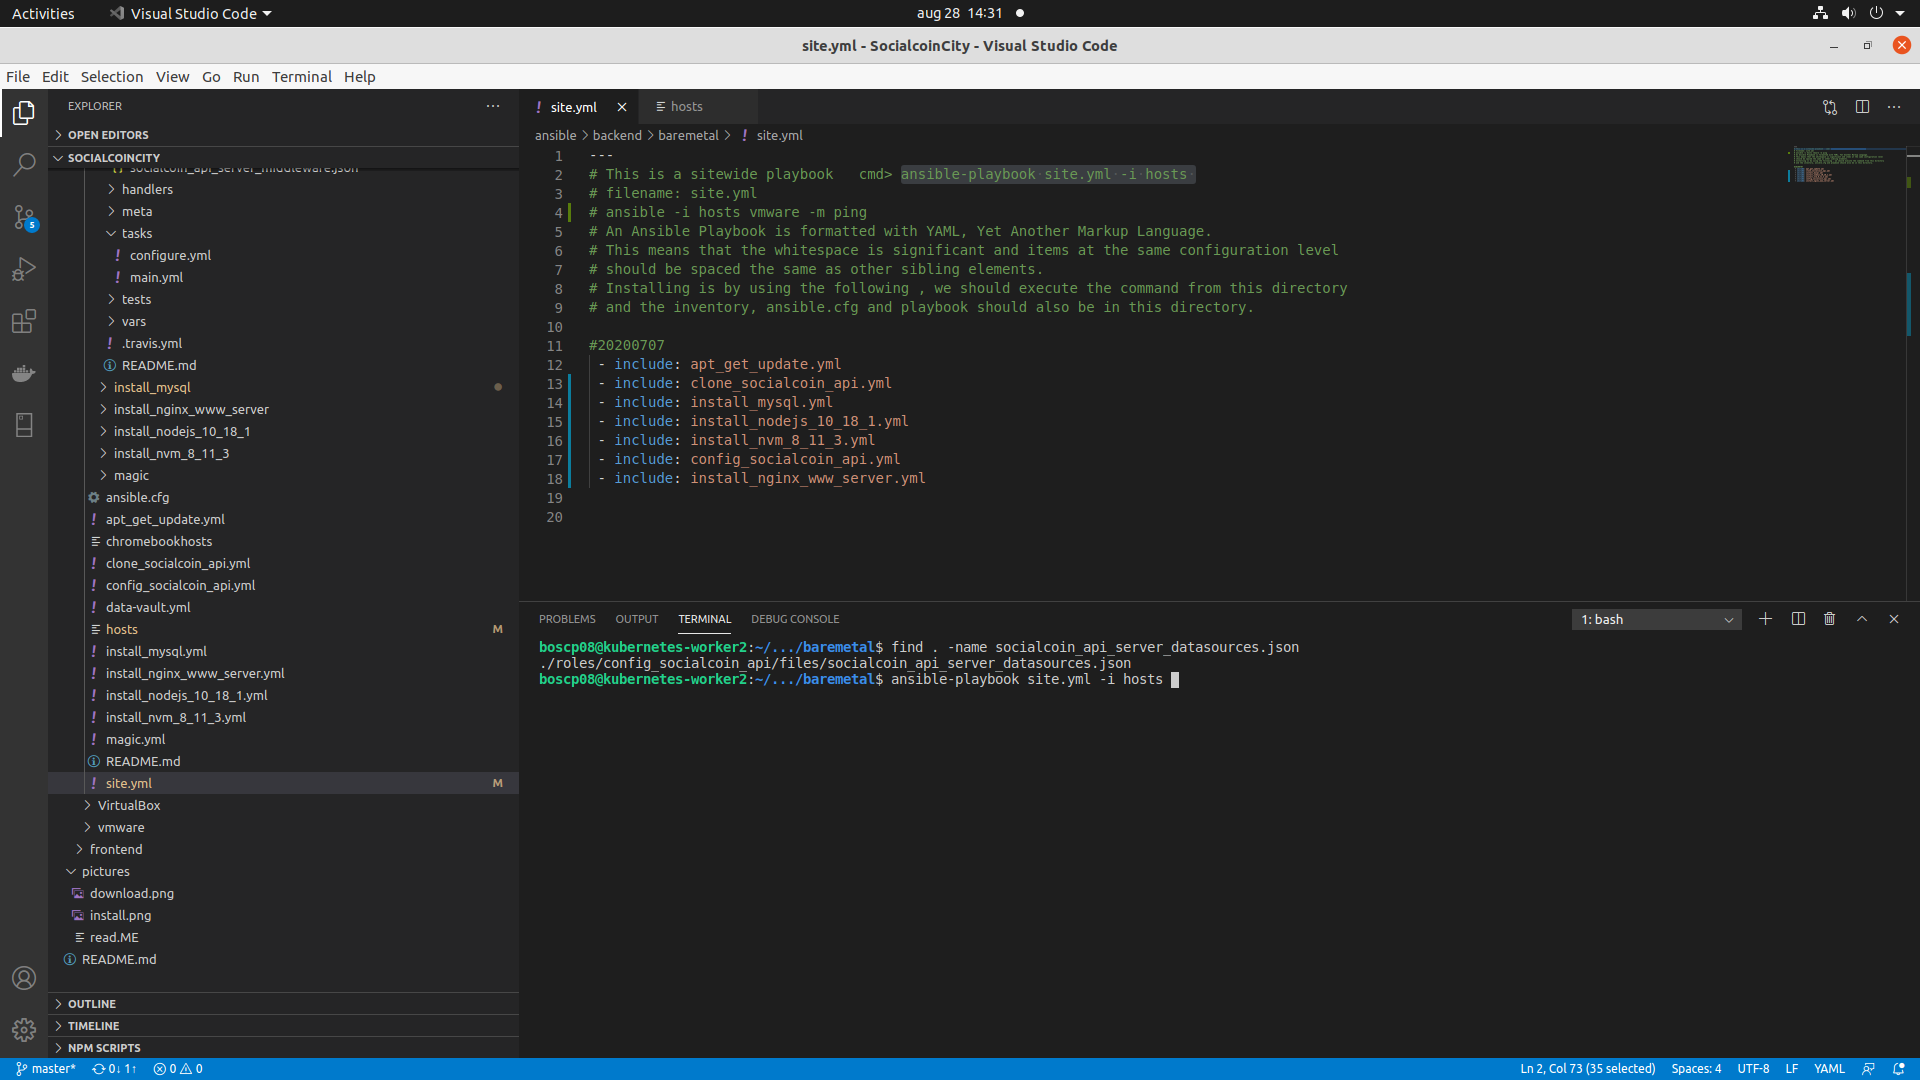 Activities
Visual Studio Code
aug 28 14:31
site.yml - SocialcoinCity - Visual Studio Code
File Edit Selection View Go Run Terminal Help
EXPLORER
OPEN EDITORS
SOCIALCOINCITY
socialcoin_api_server_middleware.json
handlers
meta
tasks
configure.yml
main.yml
tests
vars
.travis.yml
README.md
install_mysql
install_nginx_www_server
install_nodejs_10_18_1
install_nvm_8_11_3
magic
ansible.cfg
apt_get_update.yml
chromebookhosts
clone_socialcoin_api.yml
config_socialcoin_api.yml
data-vault.yml
hosts M
install_mysql.yml
install_nginx_www_server.yml
install_nodejs_10_18_1.yml
install_nvm_8_11_3.yml
magic.yml
README.md
site.yml M
VirtualBox
vmware
frontend
pictures
download.png
install.png
read.ME
README.md
OUTLINE
TIMELINE
NPM SCRIPTS
5
site.yml
hosts
ansible > backend > baremetal > ! site.yml
1 ---
2 # This is a sitewide playbook   cmd> ansible-playbook site.yml -i hosts
3 # filename: site.yml
4 # ansible -i hosts vmware -m ping
5 # An Ansible Playbook is formatted with YAML, Yet Another Markup Language.
6 # This means that the whitespace is significant and items at the same configuration level
7 # should be spaced the same as other sibling elements.
8 # Installing is by using the following , we should execute the command from this directory
9 # and the inventory, ansible.cfg and playbook should also be in this directory.
10
11 #20200707
12 - include: apt_get_update.yml
13 - include: clone_socialcoin_api.yml
14 - include: install_mysql.yml
15 - include: install_nodejs_10_18_1.yml
16 - include: install_nvm_8_11_3.yml
17 - include: config_socialcoin_api.yml
18 - include: install_nginx_www_server.yml
19
20
PROBLEMS OUTPUT TERMINAL DEBUG CONSOLE
1: bash
boscp08@kubernetes-worker2:~/.../baremetal$ find . -name socialcoin_api_server_datasources.json
./roles/config_socialcoin_api/files/socialcoin_api_server_datasources.json
boscp08@kubernetes-worker2:~/.../baremetal$ ansible-playbook site.yml -i hosts
master* 0↓ 1↑ 0 0
Ln 2, Col 73 (35 selected) Spaces: 4 UTF-8 LF YAML